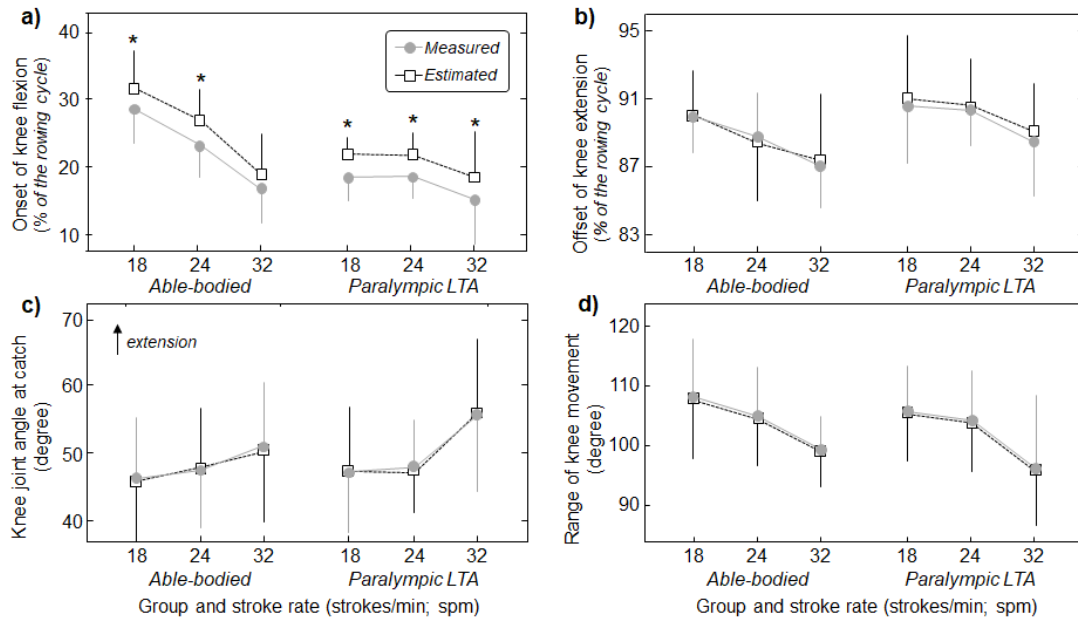 a)
Onset of knee flexion
(% of the rowing cycle)
40
30
20
10
*
*
*
*
*
Measured
Estimated
18 24 32 18 24 32
Able-bodied Paralympic LTA
b)
Offset of knee extension
(% of the rowing cycle)
95
91
87
83
18 24 32 18 24 32
Able-bodied Paralympic LTA
c)
Knee joint angle at catch
(degree)
70
60
50
40
extension
18 24 32 18 24 32
Able-bodied Paralympic LTA
Group and stroke rate (strokes/min; spm)
d)
Range of knee movement
(degree)
120
110
100
90
18 24 32 18 24 32
Able-bodied Paralympic LTA
Group and stroke rate (strokes/min; spm)